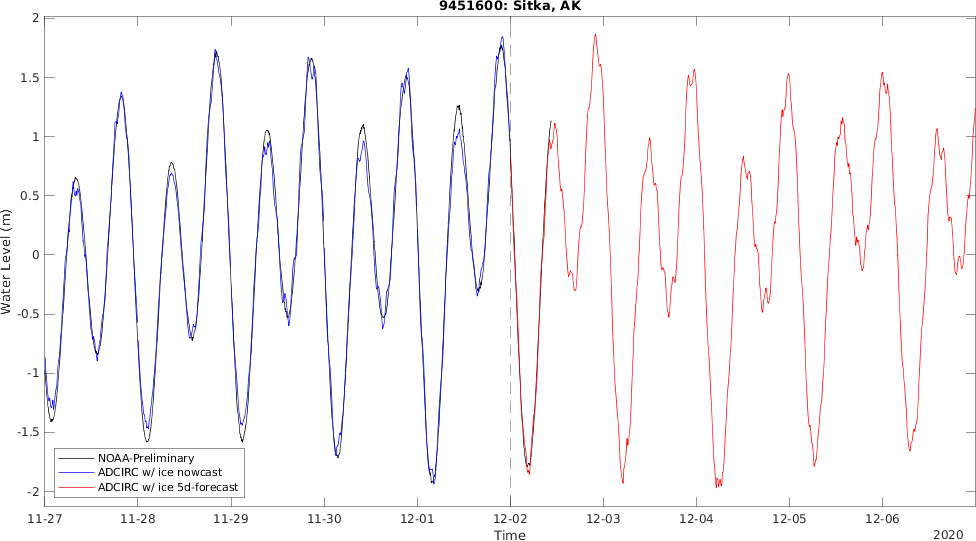 9451600: Sitka, AK
2
1.5
1
0.5
0
-0.5
-1
-1.5
-2
Water Level (m)
NOAA-Preliminary
ADCIRC w/ ice nowcast
ADCIRC w/ ice 5d-forecast
11-27 11-28 11-29 11-30 12-01 12-02 12-03 12-04 12-05 12-06
Time
2020